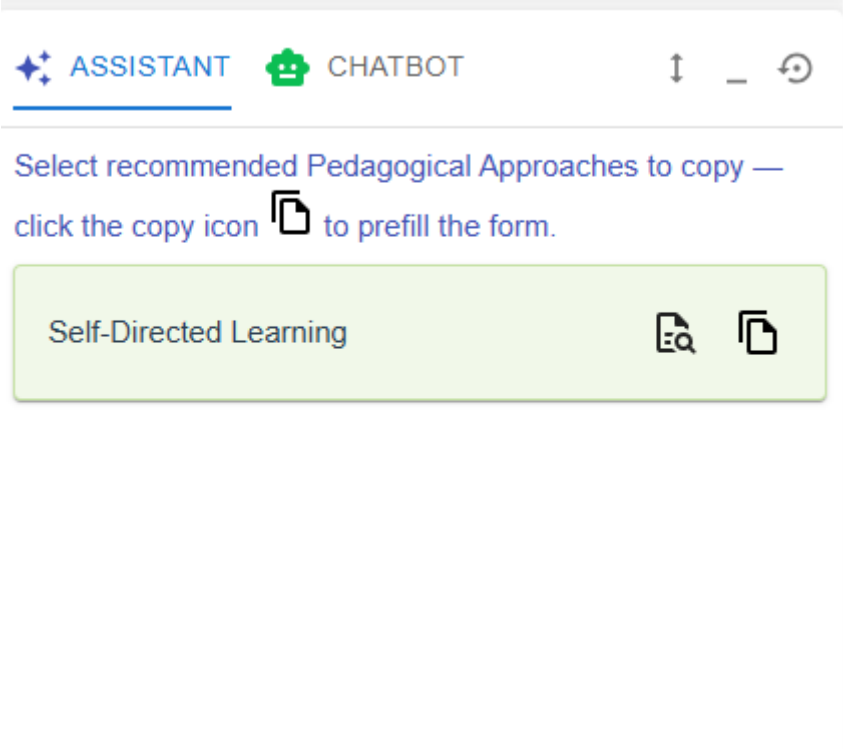 ASSISTANT CHATBOT
Select recommended Pedagogical Approaches to copy —
click the copy icon to prefill the form.
Self-Directed Learning